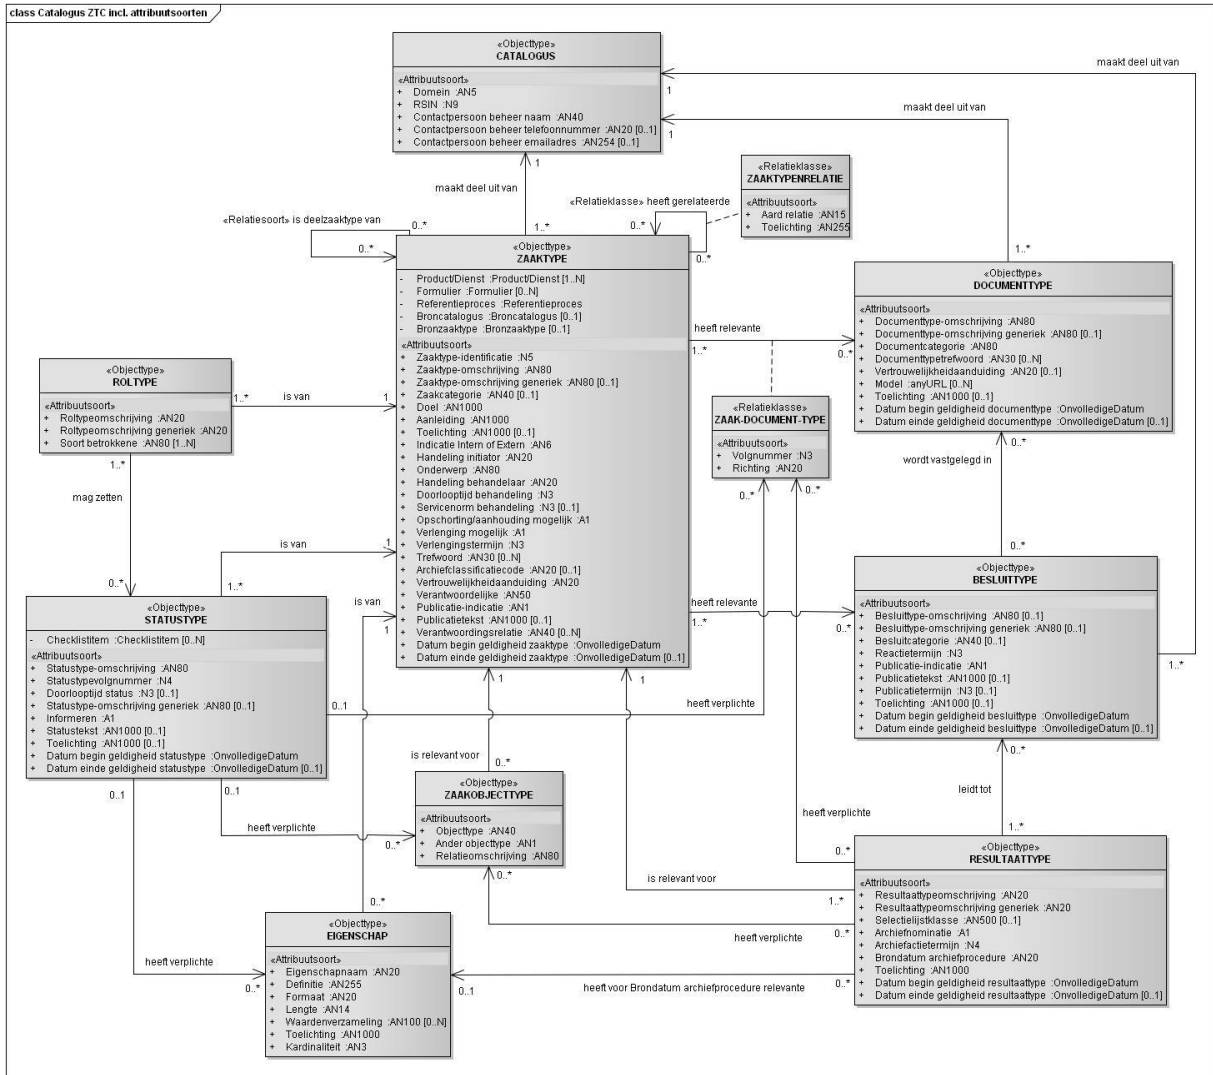 class Catalogus ZTC incl. attribuutsoorten
«Objecttype»
CATALOGUS
«Attribuutsoort»
+ Domein :AN5
+ RSIN :N9
+ Contactpersoon beheer naam :AN40
+ Contactpersoon beheer telefoonnummer :AN20 [0..1]
+ Contactpersoon beheer emailadres :AN254 [0..1]
maakt deel uit van
1
maakt deel uit van
1
maakt deel uit van
1
1..*
«Relatieklasse»
ZAAKTYPENRELATIE
«Attribuutsoort»
+ Aard relatie :AN15
+ Toelichting :AN255
«Relatieklasse» heeft gerelateerde
0..*
0..*
«Relatiesoort» is deelzaaktype van
0..*
0..*
«Objecttype»
ZAAKTYPE
- Product/Dienst :Product/Dienst [1..N]
- Formulier :Formulier [0..N]
- Referentieproces :Referentieproces
- Broncatalogus :Broncatalogus [0..1]
- Bronzaaktype :Bronzaaktype [0..1]
«Attribuutsoort»
+ Zaaktype-identificatie :N5
+ Zaaktype-omschrijving :AN80
+ Zaaktype-omschrijving generiek :AN80 [0..1]
+ Zaakcategorie :AN40 [0..1]
+ Doel :AN1000
+ Aanleiding :AN1000
+ Toelichting :AN1000 [0..1]
+ Indicatie Intern of Extern :AN6
+ Handeling initiator :AN20
+ Onderwerp :AN80
+ Handeling behandelaar :AN20
+ Doorlooptijd behandeling :N3
+ Servicenorm behandeling :N3 [0..1]
+ Opschorting/aanhouding mogelijk :A1
+ Verlenging mogelijk :A1
+ Verlengingstermijn :N3
+ Trefwoord :AN30 [0..N]
+ Archiefclassificatiecode :AN20 [0..1]
+ Vertrouwelijkheidaanduiding :AN20
+ Verantwoordelijke :AN50
+ Publicatie-indicatie :AN1
+ Publicatietekst :AN1000 [0..1]
+ Verantwoordingsrelatie :AN40 [0..N]
+ Datum begin geldigheid zaaktype :OnvolledigeDatum
+ Datum einde geldigheid zaaktype :OnvolledigeDatum [0..1]
1..*
«Objecttype»
DOCUMENTTYPE
«Attribuutsoort»
+ Documenttype-omschrijving :AN80
+ Documenttype-omschrijving generiek :AN80 [0..1]
+ Documentcategorie :AN80
+ Documenttypetrefwoord :AN30 [0..N]
+ Vertrouwelijkheidaanduiding :AN20 [0..1]
+ Model :anyURL [0..N]
+ Toelichting :AN1000 [0..1]
+ Datum begin geldigheid documenttype :OnvolledigeDatum
+ Datum einde geldigheid documenttype :OnvolledigeDatum [0..1]
heeft relevante
1..*
0..*
«Objecttype»
ROLTYPE
«Attribuutsoort»
+ Roltypeomschrijving :AN20
+ Roltypeomschrijving generiek :AN20
+ Soort betrokkene :AN80 [1..N]
is van
1..*
1
1..*
mag zetten
0..*
«Relatieklasse»
ZAAK-DOCUMENT-TYPE
«Attribuutsoort»
+ Volgnummer :N3
+ Richting :AN20
0..*
0..*
0..*
wordt vastgelegd in
0..*
is van
1
1..*
«Objecttype»
STATUSTYPE
- Checklistitem :Checklistitem [0..N]
«Attribuutsoort»
+ Statustype-omschrijving :AN80
+ Statustypevolgnummer :N4
+ Doorlooptijd status :N3 [0..1]
+ Statustype-omschrijving generiek :AN80 [0..1]
+ Informeren :A1
+ Statustekst :AN1000 [0..1]
+ Toelichting :AN1000 [0..1]
+ Datum begin geldigheid statustype :OnvolledigeDatum
+ Datum einde geldigheid statustype :OnvolledigeDatum [0..1]
is van
1
heeft relevante
1..*
0..*
«Objecttype»
BESLUITTYPE
«Attribuutsoort»
+ Besluittype-omschrijving :AN80 [0..1]
+ Besluittype-omschrijving generiek :AN80 [0..1]
+ Besluitcategorie :AN40 [0..1]
+ Reactietermijn :N3
+ Publicatie-indicatie :AN1
+ Publicatietekst :AN1000 [0..1]
+ Publicatietermijn :N3 [0..1]
+ Toelichting :AN1000 [0..1]
+ Datum begin geldigheid besluittype :OnvolledigeDatum
+ Datum einde geldigheid besluittype :OnvolledigeDatum [0..1]
1..*
0..1
heeft verplichte
1
1
is relevant voor
0..*
0..*
leidt tot
1..*
0..1
0..1
heeft verplichte
0..*
«Objecttype»
ZAAKOBJECTTYPE
«Attribuutsoort»
+ Objecttype :AN40
+ Ander objecttype :AN1
+ Relatieomschrijving :AN80
0..*
heeft verplichte
0..*
is relevant voor
1..*
heeft verplichte
0..*
«Objecttype»
RESULTAATTYPE
«Attribuutsoort»
+ Resultaattypeomschrijving :AN20
+ Resultaattypeomschrijving generiek :AN20
+ Selectielijstklasse :AN500 [0..1]
+ Archiefnominatie :A1
+ Archiefactietermijn :N4
+ Brondatum archiefprocedure :AN20
+ Toelichting :AN1000
+ Datum begin geldigheid resultaattype :OnvolledigeDatum
+ Datum einde geldigheid resultaattype :OnvolledigeDatum [0..1]
0..*
«Objecttype»
EIGENSCHAP
«Attribuutsoort»
+ Eigenschapnaam :AN20
+ Definitie :AN255
+ Formaat :AN20
+ Lengte :AN14
+ Waardenverzameling :AN100 [0..N]
+ Toelichting :AN1000
+ Kardinaliteit :AN3
heeft verplichte
0..*
0..1
heeft voor Brondatum archiefprocedure relevante
0..*